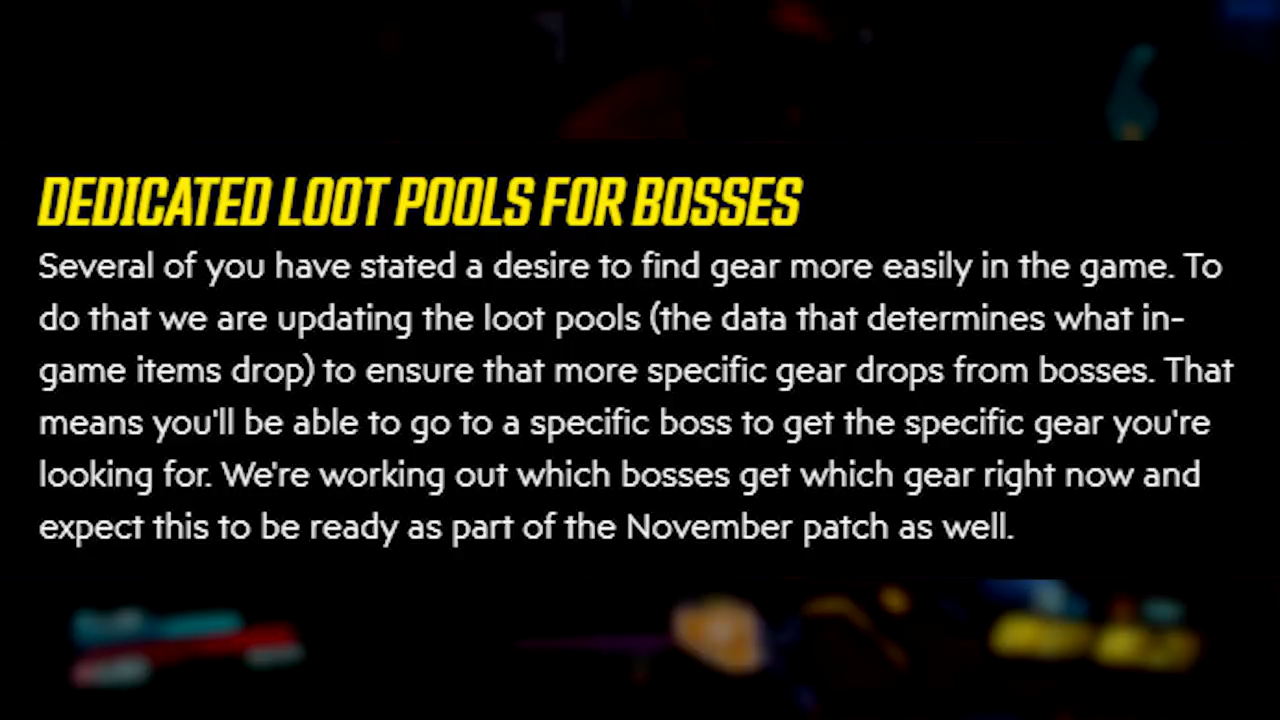 DEDICATED LOOT POOLS FOR BOSSES
Several of you have stated a desire to find gear more easily in the game. To
do that we are updating the loot pools (the data that determines what in-
game items drop) to ensure that more specific gear drops from bosses. That
means you'll be able to go to a specific boss to get the specific gear you're
looking for. We're working out which bosses get which gear right now and
expect this to be ready as part of the November patch as well.